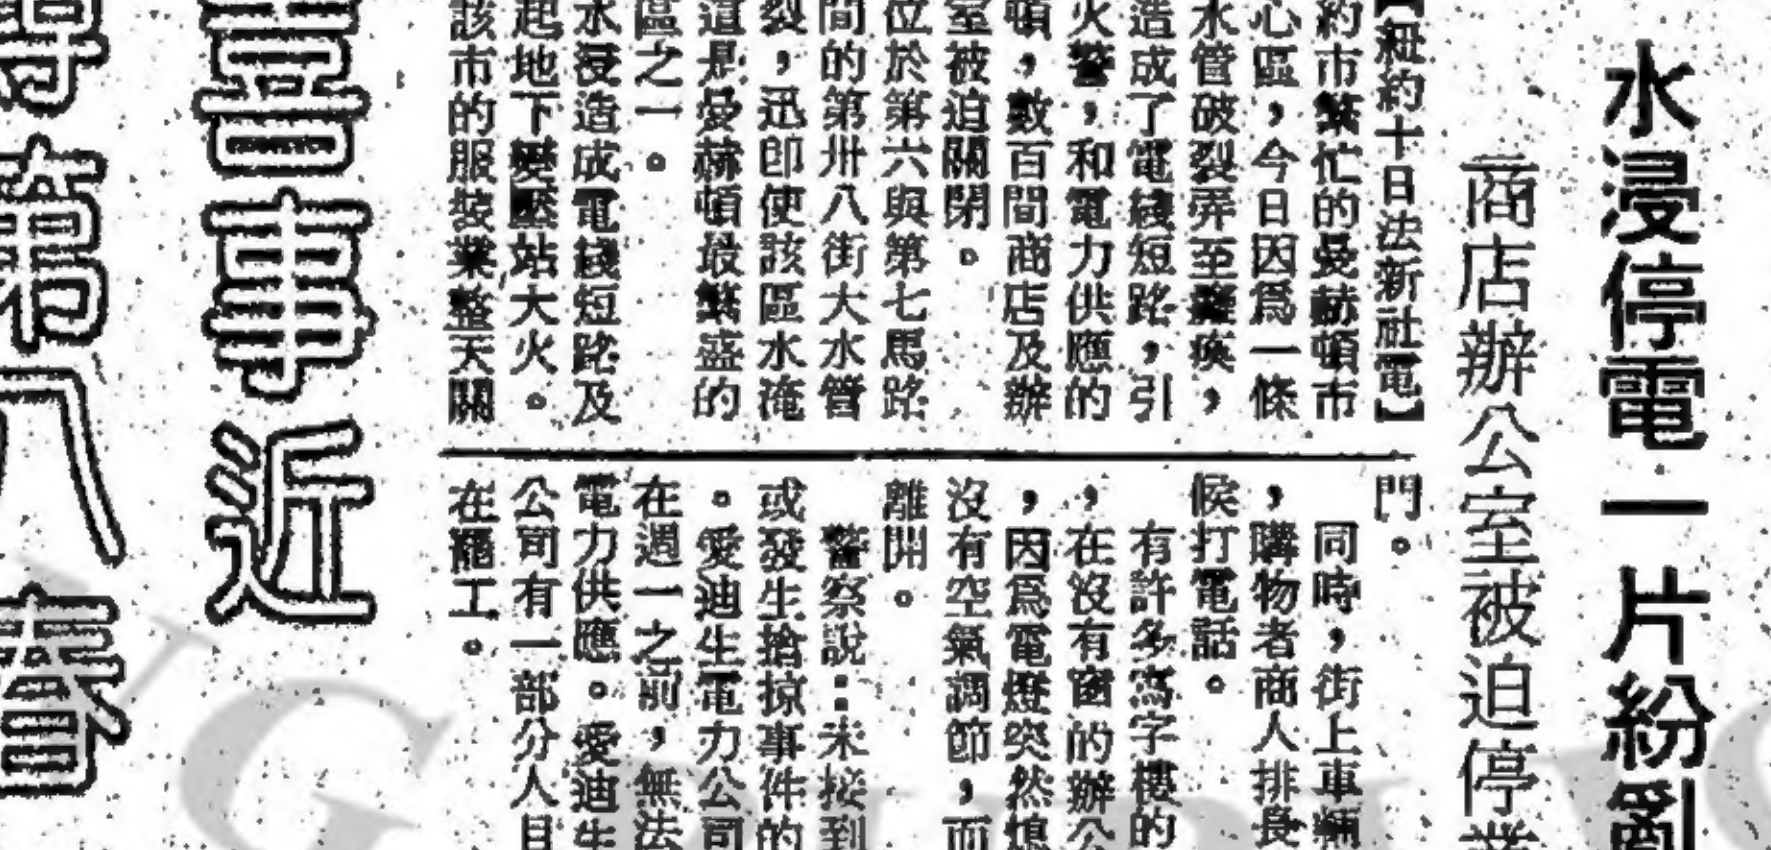 水浸停電一片紛亂
商店辦公室被迫停業
【紐約十日法新社電】
約市繁忙的曼赫頓市
心區，今日因爲一條
水管破裂弄至癱瘓，
造成了電綫短路，引
火警，和電力供應的
頓，數百間商店及辦
室被迫關閉。
位於第六與第七馬路
間的第卅八街大水管
裂，迅即使該區水淹
這是愛赫頓最繁盛的
區之一。
水浸造成電綫短路及
起地下變壓站大火。
該市的服裝業整天關
門。
同時，街上車輛
，購物者商人排長
候打電話。
有許多寫字樓的
，在沒有窗的辦公
，因爲電燈突然熄
沒有空氣調節，而
離開。
警察說：未接到
或發生搶掠事件的
。愛迪生電力公司
在週一之前，無法
電力供應。愛迪生
公司有一部分人目
在罷工。
喜事近
第八春